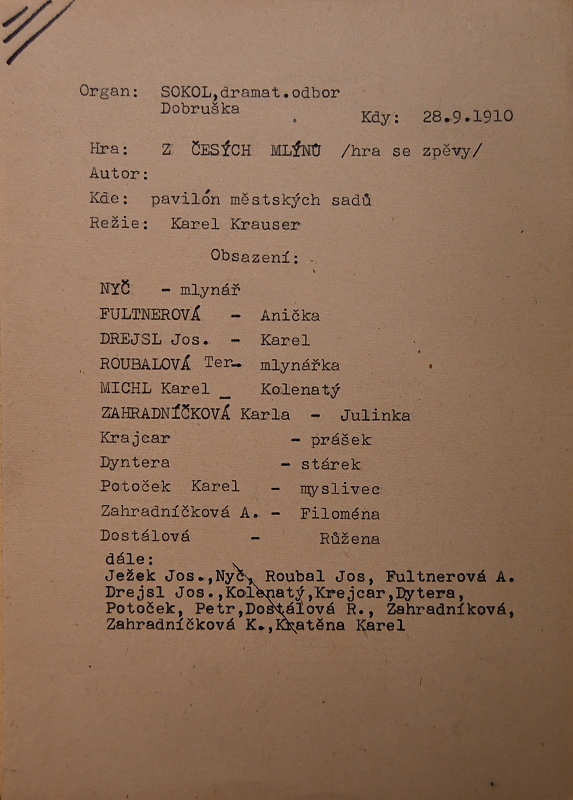 Organ: SOKOL,dramat.odbor
Dobruška
Kdy: 28.9.1910
Hra: Z ČESÝCH MLÝNŮ /hra se zpěvy/
Autor:
Kde: pavilón městských sadů
Režie: Karel Krauser
Obsazení:
NYČ - mlynář
FULTNEROVÁ - Anička
DREJSL Jos. - Karel
ROUBALOVÁ Ter- mlynářka
MICHL Karel _ Kolenatý
ZAHRADNÍČKOVÁ Karla - Julinka
Krajcar - prášek
Dyntera - stárek
Potoček Karel - myslivec
Zahradníčková A. - Filoména
Dostálová - Růžena
dále:
Ježek Jos.,Nyč, Roubal Jos, Fultnerová A.
Drejsl Jos.,Kolenatý,Krejcar,Dytera,
Potoček, Petr,Dostálová R., Zahradníková,
Zahradníčková K.,Kratěna Karel